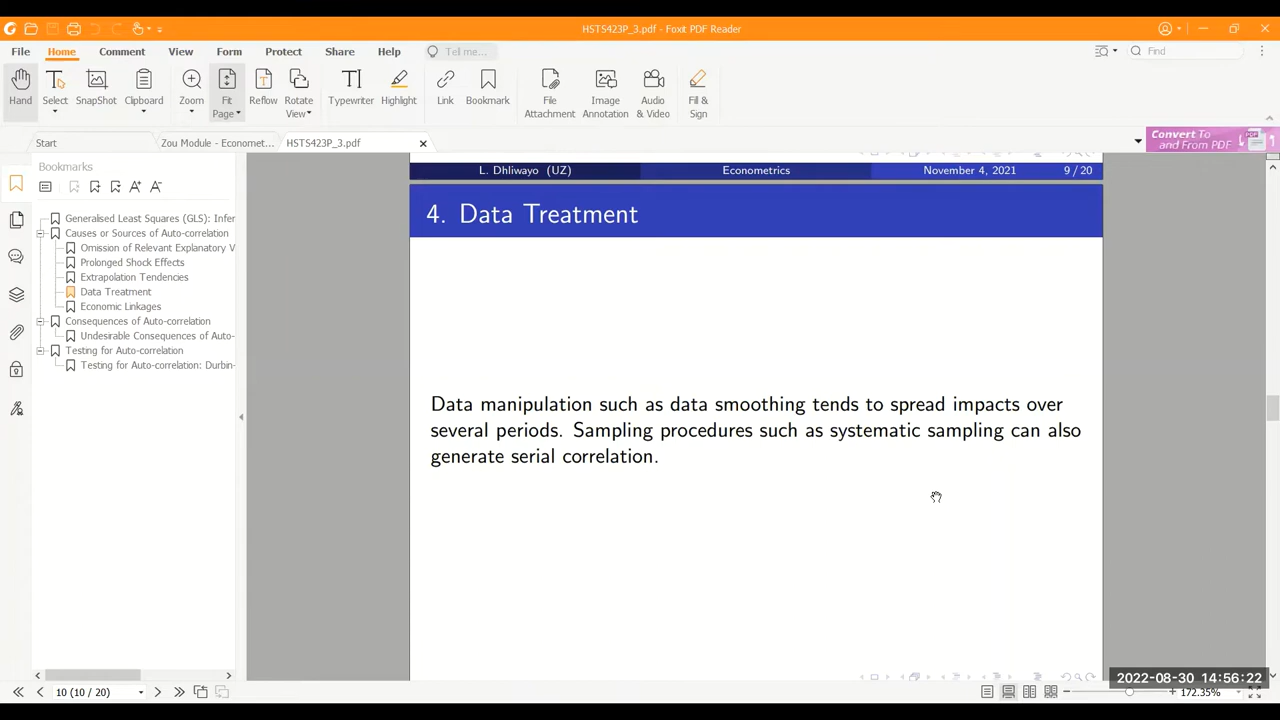 HSTS423P_3.pdf - Foxit PDF Reader
File Home Comment View Form Protect Share Help Tell me... Find
Hand Select SnapShot Clipboard Zoom Fit Page Reflow Rotate View Typewriter Highlight Link Bookmark File Attachment Image Annotation Audio & Video Fill & Sign
Start Zou Module - Economet... HSTS423P_3.pdf
Convert To
and From PDF
Bookmarks
Generalised Least Squares (GLS): Infer
Causes or Sources of Auto-correlation
Omission of Relevant Explanatory V
Prolonged Shock Effects
Extrapolation Tendencies
Data Treatment
Economic Linkages
Consequences of Auto-correlation
Undesirable Consequences of Auto-
Testing for Auto-correlation
Testing for Auto-correlation: Durbin-
L. Dhliwayo (UZ) Econometrics November 4, 2021 9 / 20
4. Data Treatment
Data manipulation such as data smoothing tends to spread impacts over
several periods. Sampling procedures such as systematic sampling can also
generate serial correlation.
2022-08-30 14:56:22
10 (10 / 20) 172.35%